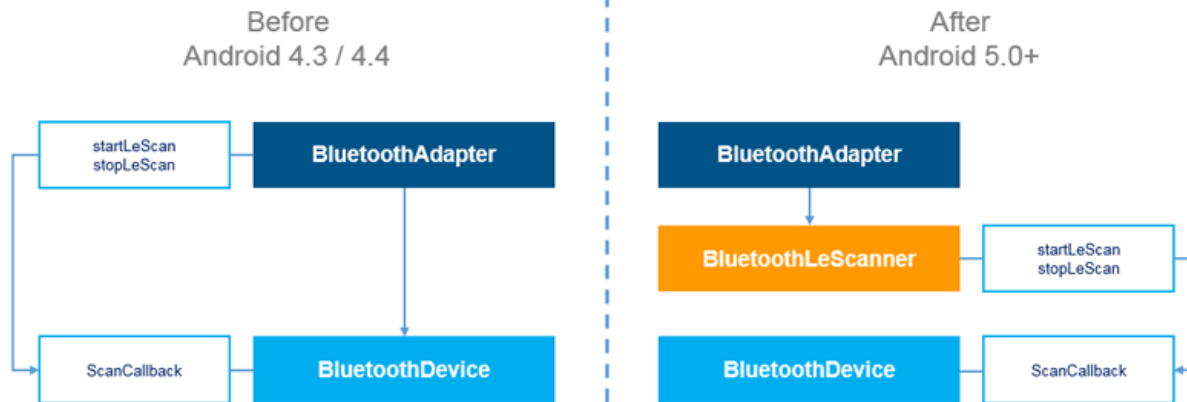 Before
Android 4.3 / 4.4
startLeScan
stopLeScan
BluetoothAdapter
ScanCallback
BluetoothDevice
After
Android 5.0+
BluetoothAdapter
BluetoothLeScanner
startLeScan
stopLeScan
BluetoothDevice
ScanCallback